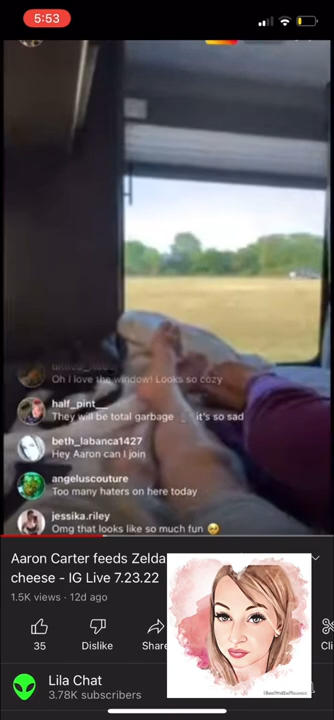 5:53
Oh I love the window! Looks so cozy
half_pint__
They will be total garbage it's so sad
beth_labanca1427
Hey Aaron can I join
angeluscouture
Too many haters on here today
jessika.riley
Omg that looks like so much fun 🥹
Aaron Carter feeds Zelda
cheese - IG Live 7.23.22
1.5K views · 12d ago
35
Dislike
Share
Cli
Lila Chat
3.78K subscribers